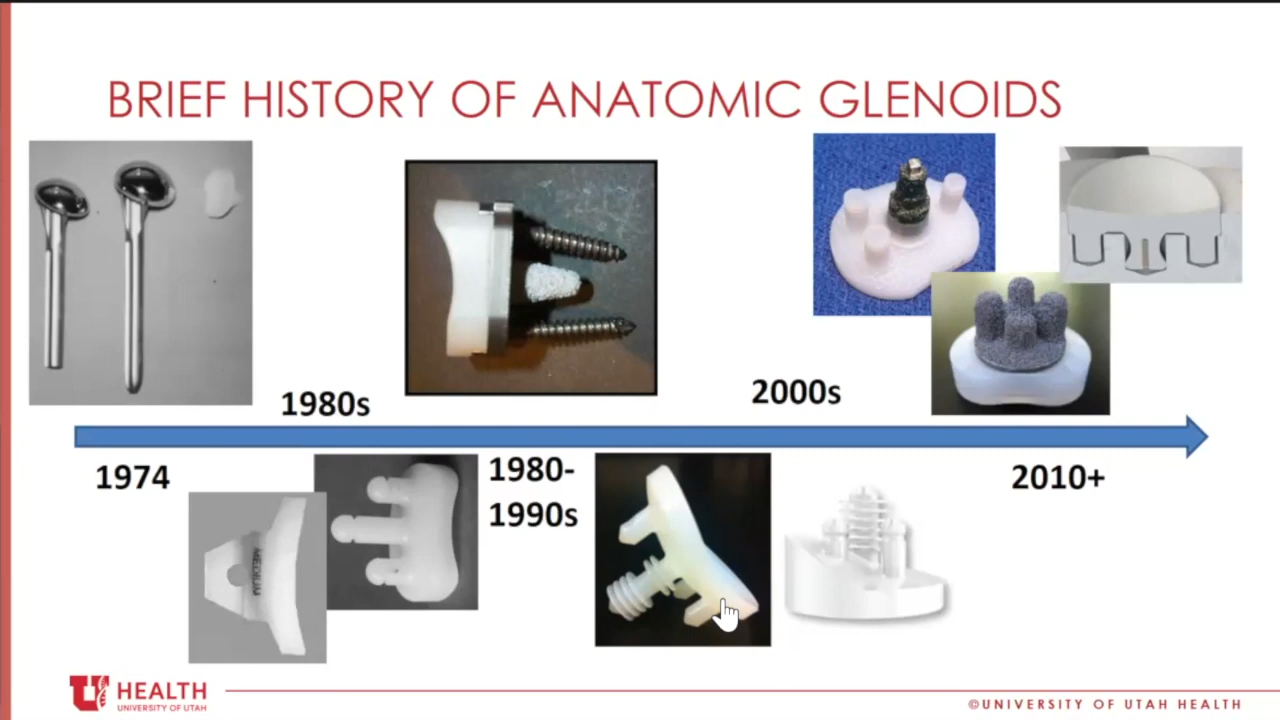 BRIEF HISTORY OF ANATOMIC GLENOIDS
1980s
2000s
1974
1980-
1990s
2010+
MEDIUM
U HEALTH
UNIVERSITY OF UTAH
©UNIVERSITY OF UTAH HEALTH